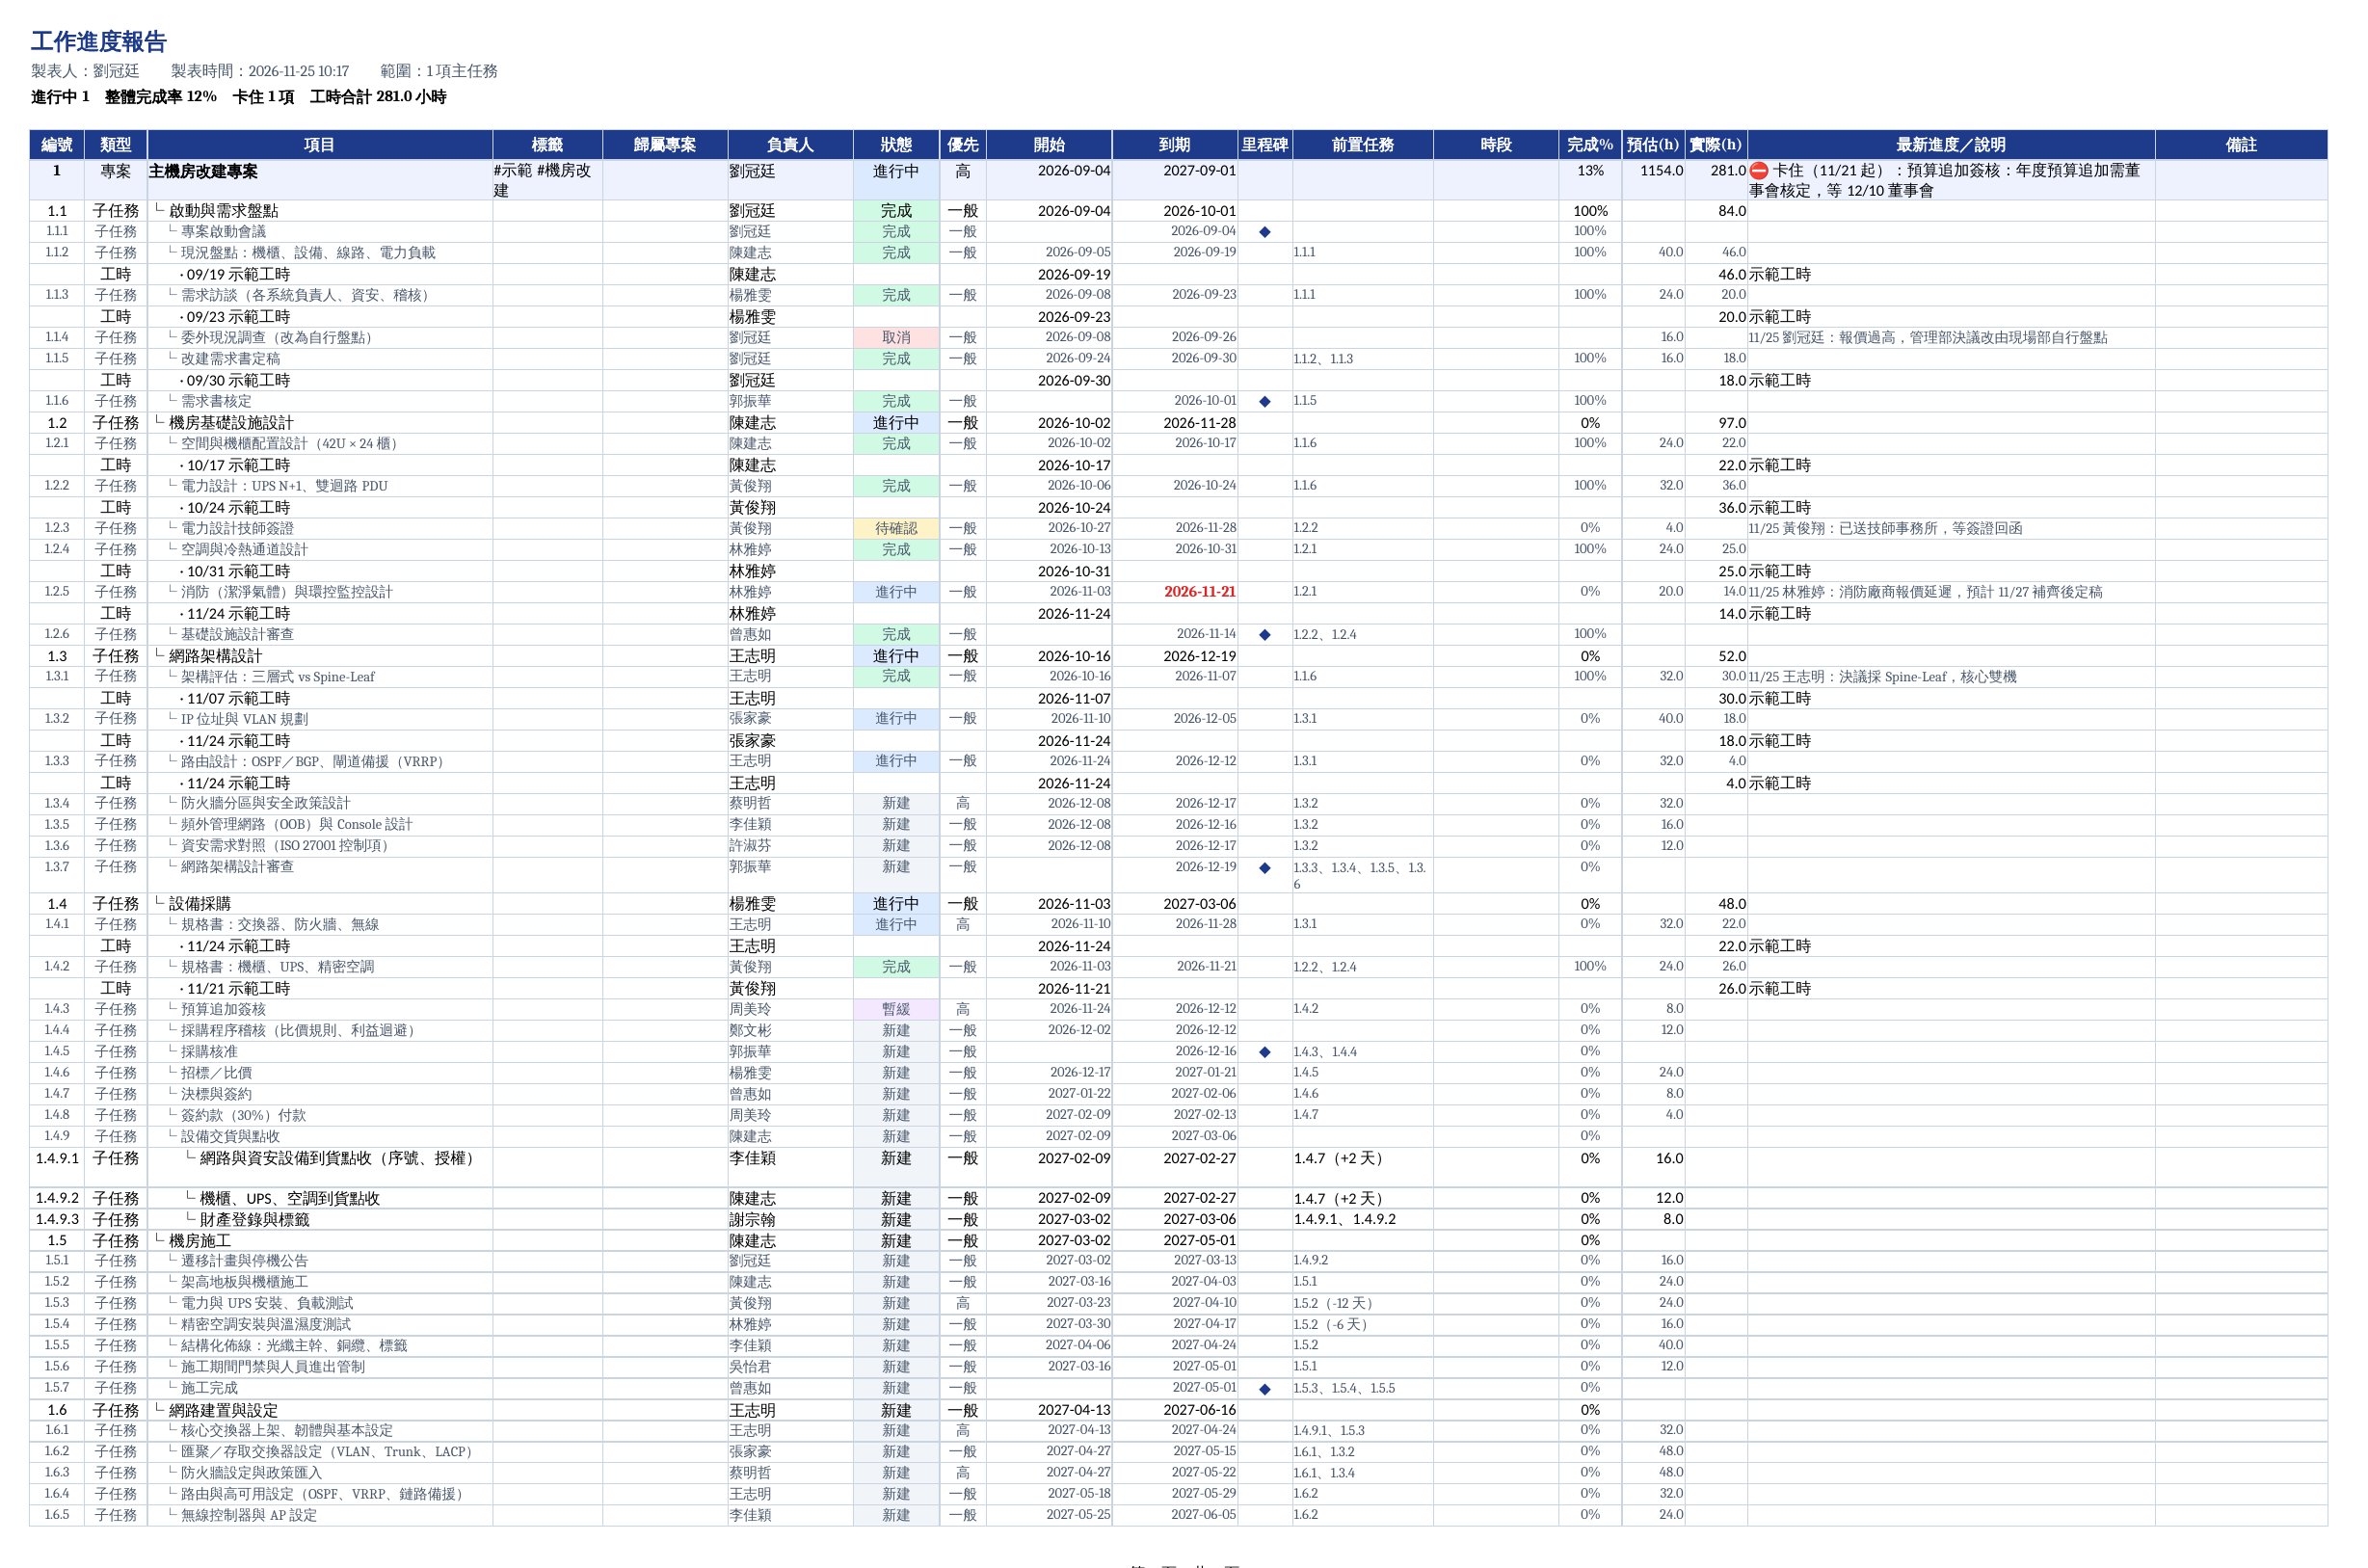 工作進度報告
製表人：劉冠廷　　製表時間：2026-11-25 10:17　　範圍：1 項主任務
進行中 1　整體完成率 12%　卡住 1 項　工時合計 281.0 小時
編號 類型 項目 標籤 歸屬專案 負責人 狀態 優先 開始 到期 里程碑 前置任務 時段 完成% 預估(h) 實際(h) 最新進度／說明 備註
1 專案 主機房改建專案 #示範 #機房改建 劉冠廷 進行中 高 2026-09-04 2027-09-01 13% 1154.0 281.0 ⛔ 卡住（11/21 起）：預算追加簽核：年度預算追加需董事會核定，等 12/10 董事會
1.1 子任務 └ 啟動與需求盤點 劉冠廷 完成 一般 2026-09-04 2026-10-01 100% 84.0
1.1.1 子任務 └ 專案啟動會議 劉冠廷 完成 一般 2026-09-04 ◆ 100%
1.1.2 子任務 └ 現況盤點：機櫃、設備、線路、電力負載 陳建志 完成 一般 2026-09-05 2026-09-19 1.1.1 100% 40.0 46.0
工時 · 09/19 示範工時 陳建志 2026-09-19 46.0 示範工時
1.1.3 子任務 └ 需求訪談（各系統負責人、資安、稽核） 楊雅雯 完成 一般 2026-09-08 2026-09-23 1.1.1 100% 24.0 20.0
工時 · 09/23 示範工時 楊雅雯 2026-09-23 20.0 示範工時
1.1.4 子任務 └ 委外現況調查（改為自行盤點） 劉冠廷 取消 一般 2026-09-08 2026-09-26 16.0 11/25 劉冠廷：報價過高，管理部決議改由現場部自行盤點
1.1.5 子任務 └ 改建需求書定稿 劉冠廷 完成 一般 2026-09-24 2026-09-30 1.1.2、1.1.3 100% 16.0 18.0
工時 · 09/30 示範工時 劉冠廷 2026-09-30 18.0 示範工時
1.1.6 子任務 └ 需求書核定 郭振華 完成 一般 2026-10-01 ◆ 1.1.5 100%
1.2 子任務 └ 機房基礎設施設計 陳建志 進行中 一般 2026-10-02 2026-11-28 0% 97.0
1.2.1 子任務 └ 空間與機櫃配置設計（42U × 24 櫃） 陳建志 完成 一般 2026-10-02 2026-10-17 1.1.6 100% 24.0 22.0
工時 · 10/17 示範工時 陳建志 2026-10-17 22.0 示範工時
1.2.2 子任務 └ 電力設計：UPS N+1、雙迴路 PDU 黃俊翔 完成 一般 2026-10-06 2026-10-24 1.1.6 100% 32.0 36.0
工時 · 10/24 示範工時 黃俊翔 2026-10-24 36.0 示範工時
1.2.3 子任務 └ 電力設計技師簽證 黃俊翔 待確認 一般 2026-10-27 2026-11-28 1.2.2 0% 4.0 11/25 黃俊翔：已送技師事務所，等簽證回函
1.2.4 子任務 └ 空調與冷熱通道設計 林雅婷 完成 一般 2026-10-13 2026-10-31 1.2.1 100% 24.0 25.0
工時 · 10/31 示範工時 林雅婷 2026-10-31 25.0 示範工時
1.2.5 子任務 └ 消防（潔淨氣體）與環控監控設計 林雅婷 進行中 一般 2026-11-03 2026-11-21 1.2.1 0% 20.0 14.0 11/25 林雅婷：消防廠商報價延遲，預計 11/27 補齊後定稿
工時 · 11/24 示範工時 林雅婷 2026-11-24 14.0 示範工時
1.2.6 子任務 └ 基礎設施設計審查 曾惠如 完成 一般 2026-11-14 ◆ 1.2.2、1.2.4 100%
1.3 子任務 └ 網路架構設計 王志明 進行中 一般 2026-10-16 2026-12-19 0% 52.0
1.3.1 子任務 └ 架構評估：三層式 vs Spine-Leaf 王志明 完成 一般 2026-10-16 2026-11-07 1.1.6 100% 32.0 30.0 11/25 王志明：決議採 Spine-Leaf，核心雙機
工時 · 11/07 示範工時 王志明 2026-11-07 30.0 示範工時
1.3.2 子任務 └ IP 位址與 VLAN 規劃 張家豪 進行中 一般 2026-11-10 2026-12-05 1.3.1 0% 40.0 18.0
工時 · 11/24 示範工時 張家豪 2026-11-24 18.0 示範工時
1.3.3 子任務 └ 路由設計：OSPF／BGP、閘道備援（VRRP） 王志明 進行中 一般 2026-11-24 2026-12-12 1.3.1 0% 32.0 4.0
工時 · 11/24 示範工時 王志明 2026-11-24 4.0 示範工時
1.3.4 子任務 └ 防火牆分區與安全政策設計 蔡明哲 新建 高 2026-12-08 2026-12-17 1.3.2 0% 32.0
1.3.5 子任務 └ 頻外管理網路（OOB）與 Console 設計 李佳穎 新建 一般 2026-12-08 2026-12-16 1.3.2 0% 16.0
1.3.6 子任務 └ 資安需求對照（ISO 27001 控制項） 許淑芬 新建 一般 2026-12-08 2026-12-17 1.3.2 0% 12.0
1.3.7 子任務 └ 網路架構設計審查 郭振華 新建 一般 2026-12-19 ◆ 1.3.3、1.3.4、1.3.5、1.3.6 0%
1.4 子任務 └ 設備採購 楊雅雯 進行中 一般 2026-11-03 2027-03-06 0% 48.0
1.4.1 子任務 └ 規格書：交換器、防火牆、無線 王志明 進行中 高 2026-11-10 2026-11-28 1.3.1 0% 32.0 22.0
工時 · 11/24 示範工時 王志明 2026-11-24 22.0 示範工時
1.4.2 子任務 └ 規格書：機櫃、UPS、精密空調 黃俊翔 完成 一般 2026-11-03 2026-11-21 1.2.2、1.2.4 100% 24.0 26.0
工時 · 11/21 示範工時 黃俊翔 2026-11-21 26.0 示範工時
1.4.3 子任務 └ 預算追加簽核 周美玲 暫緩 高 2026-11-24 2026-12-12 1.4.2 0% 8.0
1.4.4 子任務 └ 採購程序稽核（比價規則、利益迴避） 鄭文彬 新建 一般 2026-12-02 2026-12-12 0% 12.0
1.4.5 子任務 └ 採購核准 郭振華 新建 一般 2026-12-16 ◆ 1.4.3、1.4.4 0%
1.4.6 子任務 └ 招標／比價 楊雅雯 新建 一般 2026-12-17 2027-01-21 1.4.5 0% 24.0
1.4.7 子任務 └ 決標與簽約 曾惠如 新建 一般 2027-01-22 2027-02-06 1.4.6 0% 8.0
1.4.8 子任務 └ 簽約款（30%）付款 周美玲 新建 一般 2027-02-09 2027-02-13 1.4.7 0% 4.0
1.4.9 子任務 └ 設備交貨與點收 陳建志 新建 一般 2027-02-09 2027-03-06 0%
1.4.9.1 子任務 └ 網路與資安設備到貨點收（序號、授權） 李佳穎 新建 一般 2027-02-09 2027-02-27 1.4.7（+2 天） 0% 16.0
1.4.9.2 子任務 └ 機櫃、UPS、空調到貨點收 陳建志 新建 一般 2027-02-09 2027-02-27 1.4.7（+2 天） 0% 12.0
1.4.9.3 子任務 └ 財產登錄與標籤 謝宗翰 新建 一般 2027-03-02 2027-03-06 1.4.9.1、1.4.9.2 0% 8.0
1.5 子任務 └ 機房施工 陳建志 新建 一般 2027-03-02 2027-05-01 0%
1.5.1 子任務 └ 遷移計畫與停機公告 劉冠廷 新建 一般 2027-03-02 2027-03-13 1.4.9.2 0% 16.0
1.5.2 子任務 └ 架高地板與機櫃施工 陳建志 新建 一般 2027-03-16 2027-04-03 1.5.1 0% 24.0
1.5.3 子任務 └ 電力與 UPS 安裝、負載測試 黃俊翔 新建 高 2027-03-23 2027-04-10 1.5.2（-12 天） 0% 24.0
1.5.4 子任務 └ 精密空調安裝與溫濕度測試 林雅婷 新建 一般 2027-03-30 2027-04-17 1.5.2（-6 天） 0% 16.0
1.5.5 子任務 └ 結構化佈線：光纖主幹、銅纜、標籤 李佳穎 新建 一般 2027-04-06 2027-04-24 1.5.2 0% 40.0
1.5.6 子任務 └ 施工期間門禁與人員進出管制 吳怡君 新建 一般 2027-03-16 2027-05-01 1.5.1 0% 12.0
1.5.7 子任務 └ 施工完成 曾惠如 新建 一般 2027-05-01 ◆ 1.5.3、1.5.4、1.5.5 0%
1.6 子任務 └ 網路建置與設定 王志明 新建 一般 2027-04-13 2027-06-16 0%
1.6.1 子任務 └ 核心交換器上架、韌體與基本設定 王志明 新建 高 2027-04-13 2027-04-24 1.4.9.1、1.5.3 0% 32.0
1.6.2 子任務 └ 匯聚／存取交換器設定（VLAN、Trunk、LACP） 張家豪 新建 一般 2027-04-27 2027-05-15 1.6.1、1.3.2 0% 48.0
1.6.3 子任務 └ 防火牆設定與政策匯入 蔡明哲 新建 高 2027-04-27 2027-05-22 1.6.1、1.3.4 0% 48.0
1.6.4 子任務 └ 路由與高可用設定（OSPF、VRRP、鏈路備援） 王志明 新建 一般 2027-05-18 2027-05-29 1.6.2 0% 32.0
1.6.5 子任務 └ 無線控制器與 AP 設定 李佳穎 新建 一般 2027-05-25 2027-06-05 1.6.2 0% 24.0